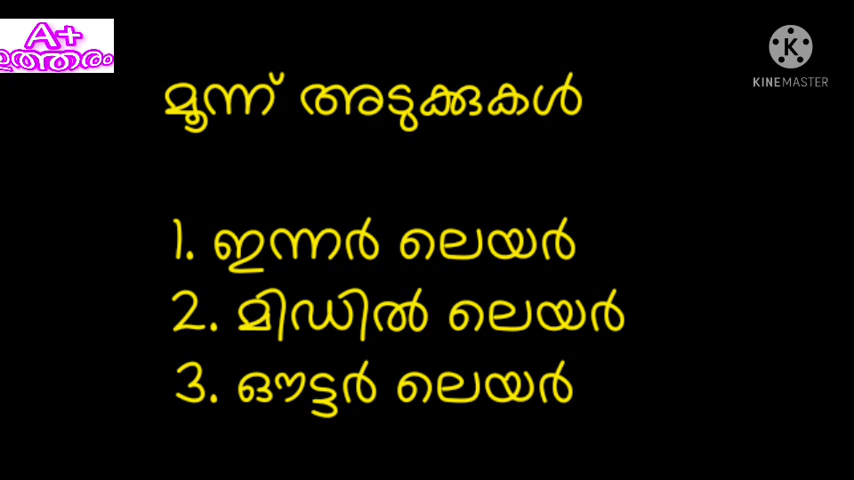 A+
ഉത്തരം
KINEMASTER
മൂന്ന് അടുക്കുകൾ
1. ഇന്നർ ലെയർ
2. മിഡിൽ ലെയർ
3. ഔട്ടർ ലെയർ